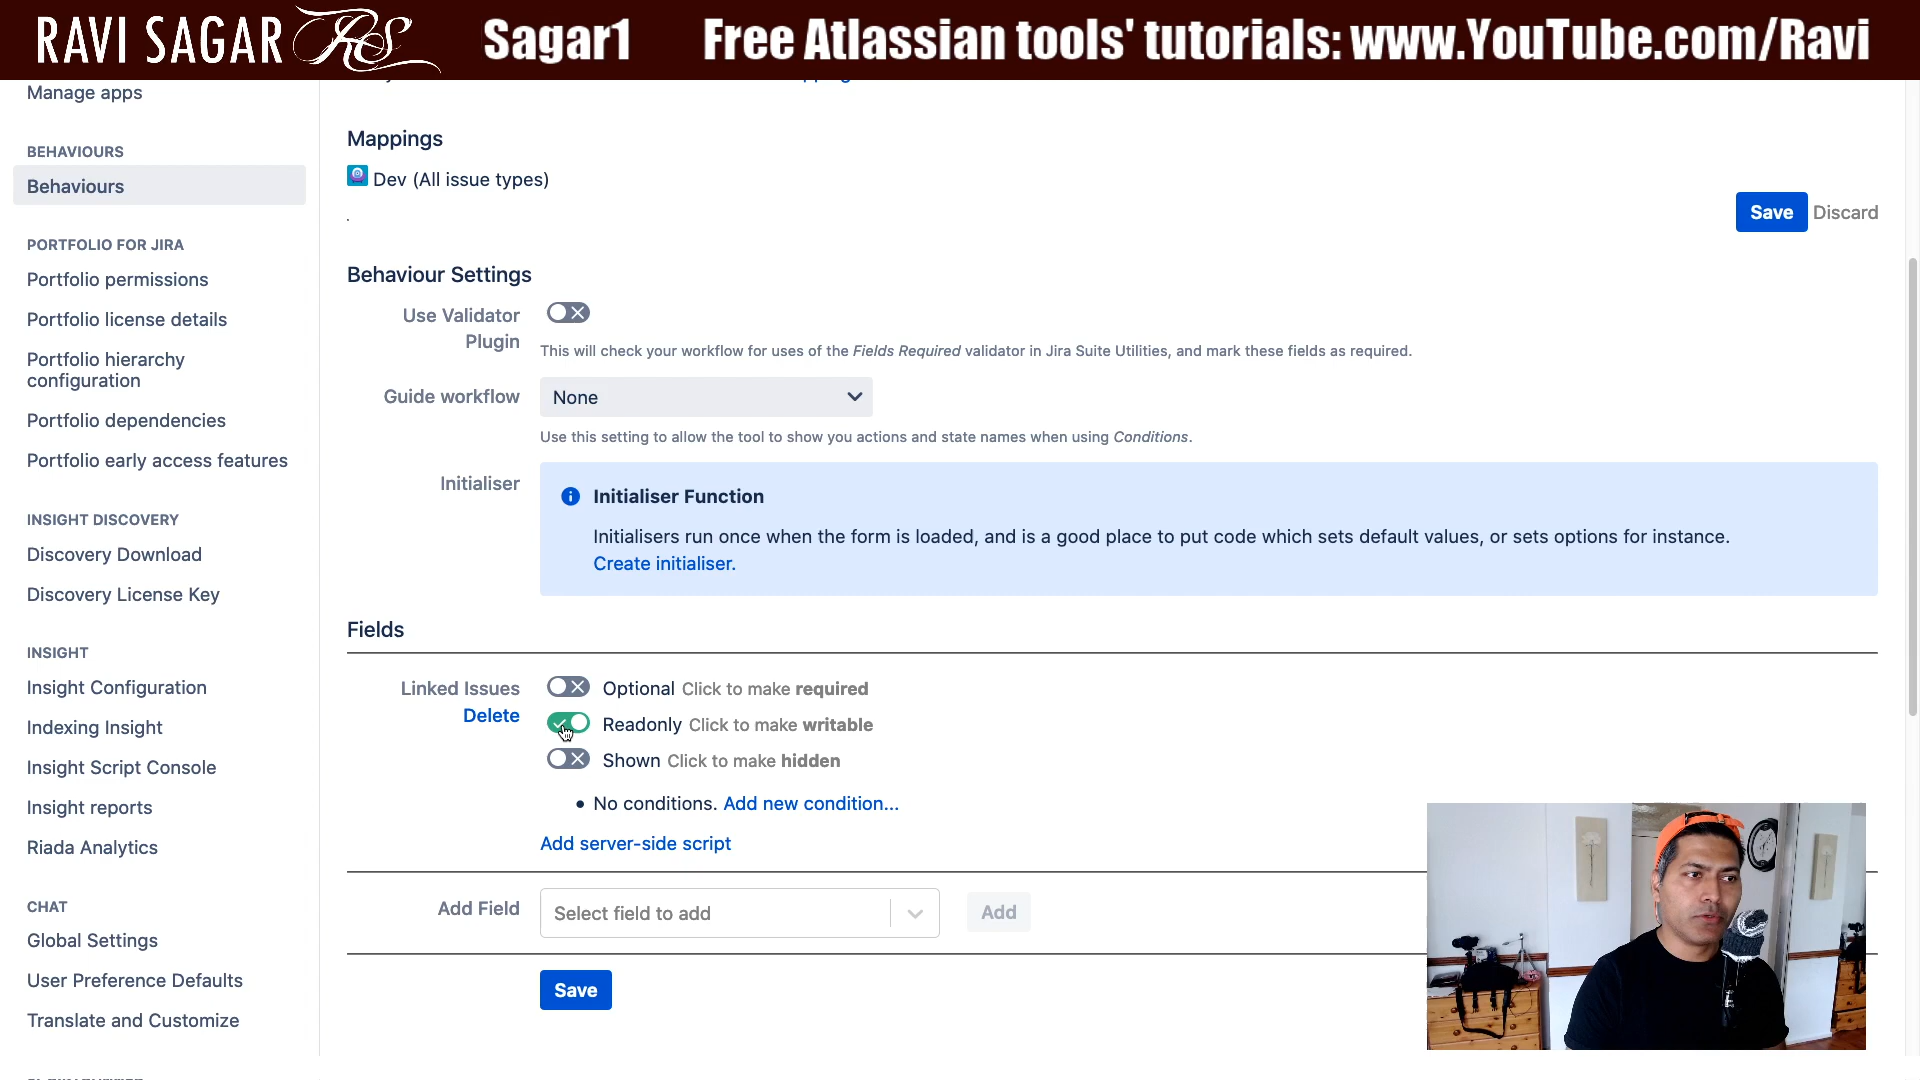 RAVI SAGAR RS Sagar1 Free Atlassian tools' tutorials: www.YouTube.com/Ravi
Manage apps
BEHAVIOURS
Behaviours
PORTFOLIO FOR JIRA
Portfolio permissions
Portfolio license details
Portfolio hierarchy
configuration
Portfolio dependencies
Portfolio early access features
INSIGHT DISCOVERY
Discovery Download
Discovery License Key
INSIGHT
Insight Configuration
Indexing Insight
Insight Script Console
Insight reports
Riada Analytics
CHAT
Global Settings
User Preference Defaults
Translate and Customize
Mappings
Dev (All issue types)
.
Save Discard
Behaviour Settings
Use Validator
Plugin
This will check your workflow for uses of the Fields Required validator in Jira Suite Utilities, and mark these fields as required.
Guide workflow None
Use this setting to allow the tool to show you actions and state names when using Conditions.
Initialiser
Initialiser Function
Initialisers run once when the form is loaded, and is a good place to put code which sets default values, or sets options for instance.
Create initialiser.
Fields
Linked Issues
Delete
Optional Click to make required
Readonly Click to make writable
Shown Click to make hidden
• No conditions. Add new condition...
Add server-side script
Add Field Select field to add Add
Save